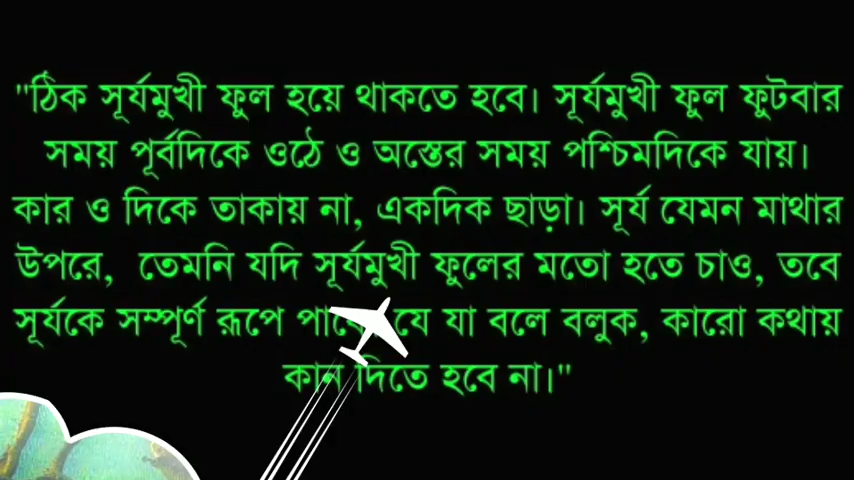 "ঠিক সূর্যমুখী ফুল হয়ে থাকতে হবে। সূর্যমুখী ফুল ফুটবার
সময় পূর্বদিকে ওঠে ও অস্তের সময় পশ্চিমদিকে যায়।
কার ও দিকে তাকায় না, একদিক ছাড়া। সূর্য যেমন মাথার
উপরে, তেমনি যদি সূর্যমুখী ফুলের মতো হতে চাও, তবে
সূর্যকে সম্পূর্ণ রূপে যে যা বলে বলুক, কারো কথায়
কান দিতে হবে না।"